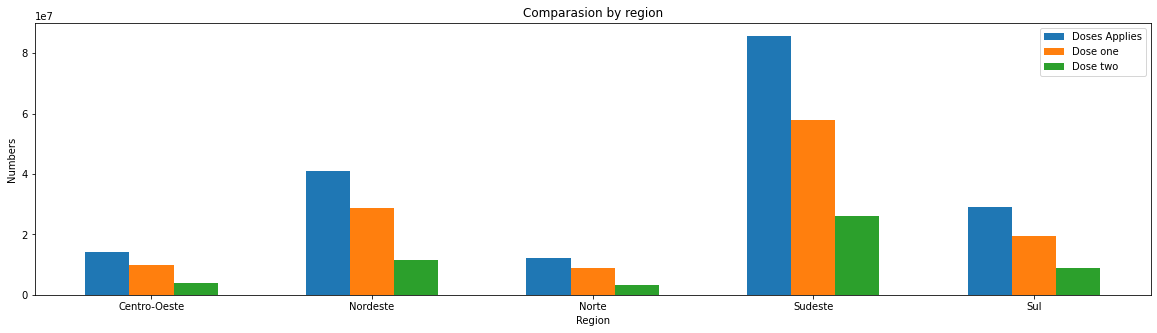 Comparasion by region
1e7
Doses Applies
Dose one
Dose two
8
6
4
2
0
Numbers
Centro-Oeste Nordeste Norte Sudeste Sul
Region